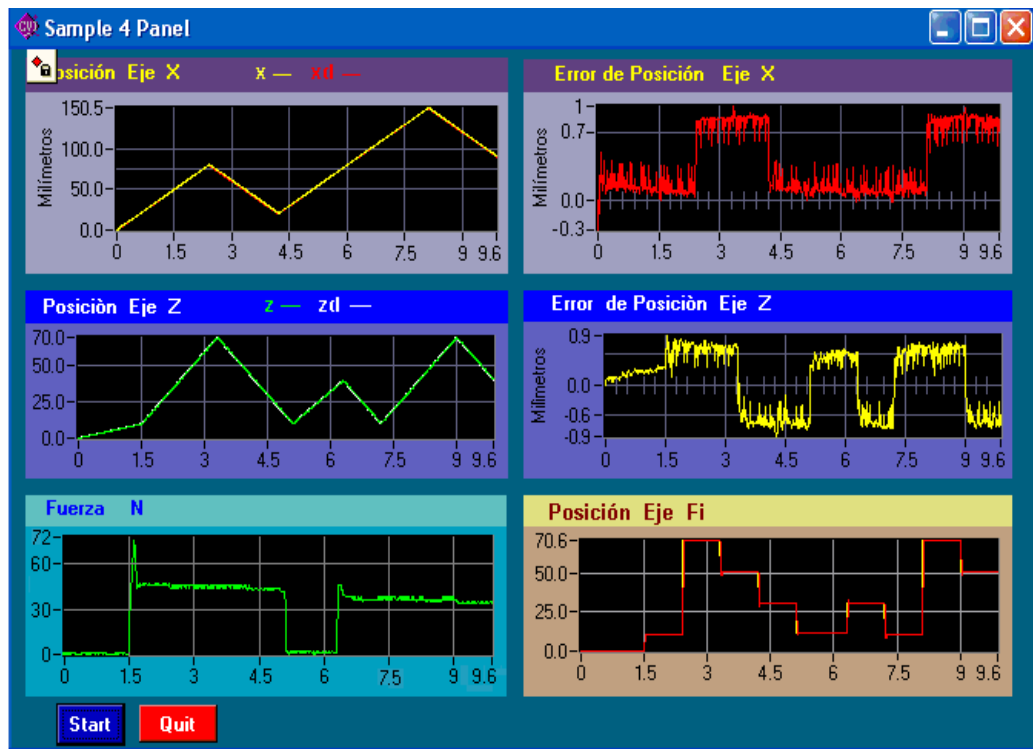 CVI Sample 4 Panel
osición Eje X x — xd —
150.5
100.0
50.0
0.0
Milímetros
0 1.5 3 4.5 6 7.5 9 9.6
Error de Posición Eje X
1
0.7
0.0
-0.3
Milímetros
0 1.5 3 4.5 6 7.5 9 9.6
Posiciòn Eje Z z — zd —
70.0
50.0
25.0
0.0
0 1.5 3 4.5 6 7.5 9 9.6
Error de Posiciòn Eje Z
0.9
0.0
-0.6
-0.9
Milímetros
0 1.5 3 4.5 6 7.5 9 9.6
Fuerza N
72
60
30
0
0 1.5 3 4.5 6 7.5 9 9.6
Posición Eje Fi
70.6
50.0
25.0
0.0
0 1.5 3 4.5 6 7.5 9 9.6
Start Quit